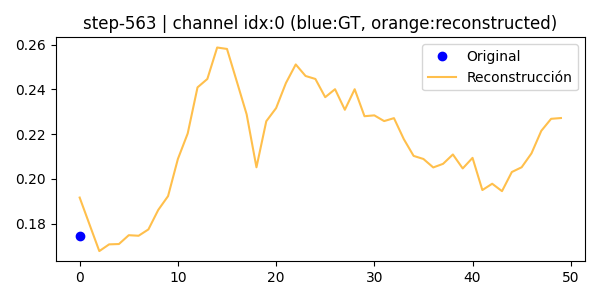 step-563 | channel idx:0 (blue:GT, orange:reconstructed)
Original
Reconstrucción
0.26
0.24
0.22
0.20
0.18
0 10 20 30 40 50